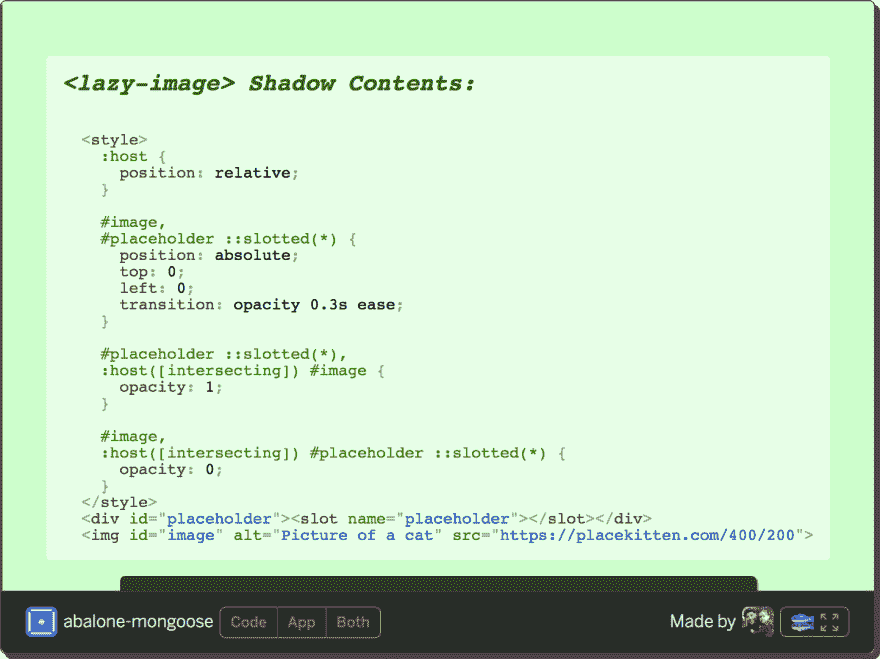 <lazy-image> Shadow Contents:
<style>
  :host {
    position: relative;
  }

  #image,
  #placeholder ::slotted(*) {
    position: absolute;
    top: 0;
    left: 0;
    transition: opacity 0.3s ease;
  }

  #placeholder ::slotted(*),
  :host([intersecting]) #image {
    opacity: 1;
  }

  #image,
  :host([intersecting]) #placeholder ::slotted(*) {
    opacity: 0;
  }
</style>
<div id="placeholder"><slot name="placeholder"></slot></div>
<img id="image" alt="Picture of a cat" src="https://placekitten.com/400/200">
abalone-mongoose Code App Both Made by